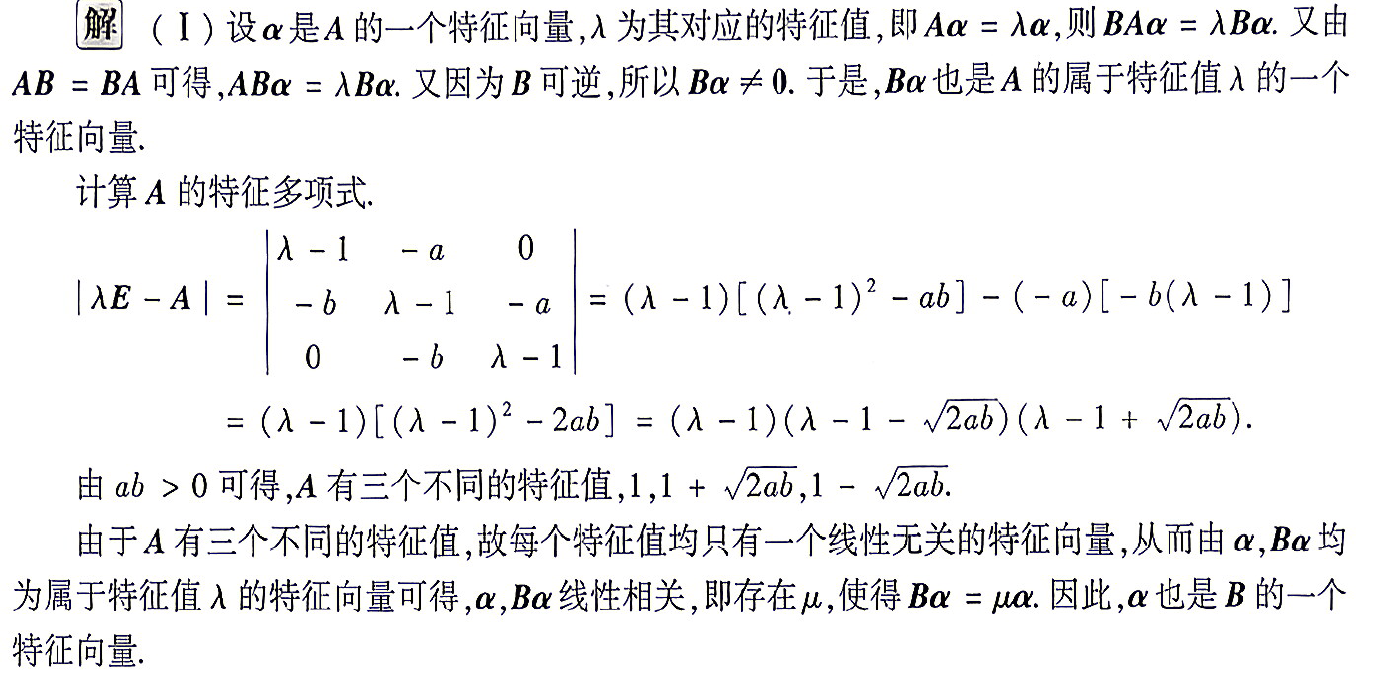 解 (Ⅰ)设α是A的一个特征向量,λ为其对应的特征值,即Aα = λα,则BAα = λBα. 又由
AB = BA可得,ABα = λBα. 又因为B可逆,所以Bα ≠ 0. 于是,Bα也是A的属于特征值λ的一个
特征向量.
计算A的特征多项式.
|λE - A| = | λ - 1  - a  0 ; - b  λ - 1  - a ; 0  - b  λ - 1 | = (λ - 1)[(λ - 1)² - ab] - (- a)[- b(λ - 1)]
= (λ - 1)[(λ - 1)² - 2ab] = (λ - 1)(λ - 1 - √2ab)(λ - 1 + √2ab).
由ab > 0可得,A有三个不同的特征值,1,1 + √2ab,1 - √2ab.
由于A有三个不同的特征值,故每个特征值均只有一个线性无关的特征向量,从而由α,Bα均
为属于特征值λ的特征向量可得,α,Bα线性相关,即存在μ,使得Bα = μα. 因此,α也是B的一个
特征向量.